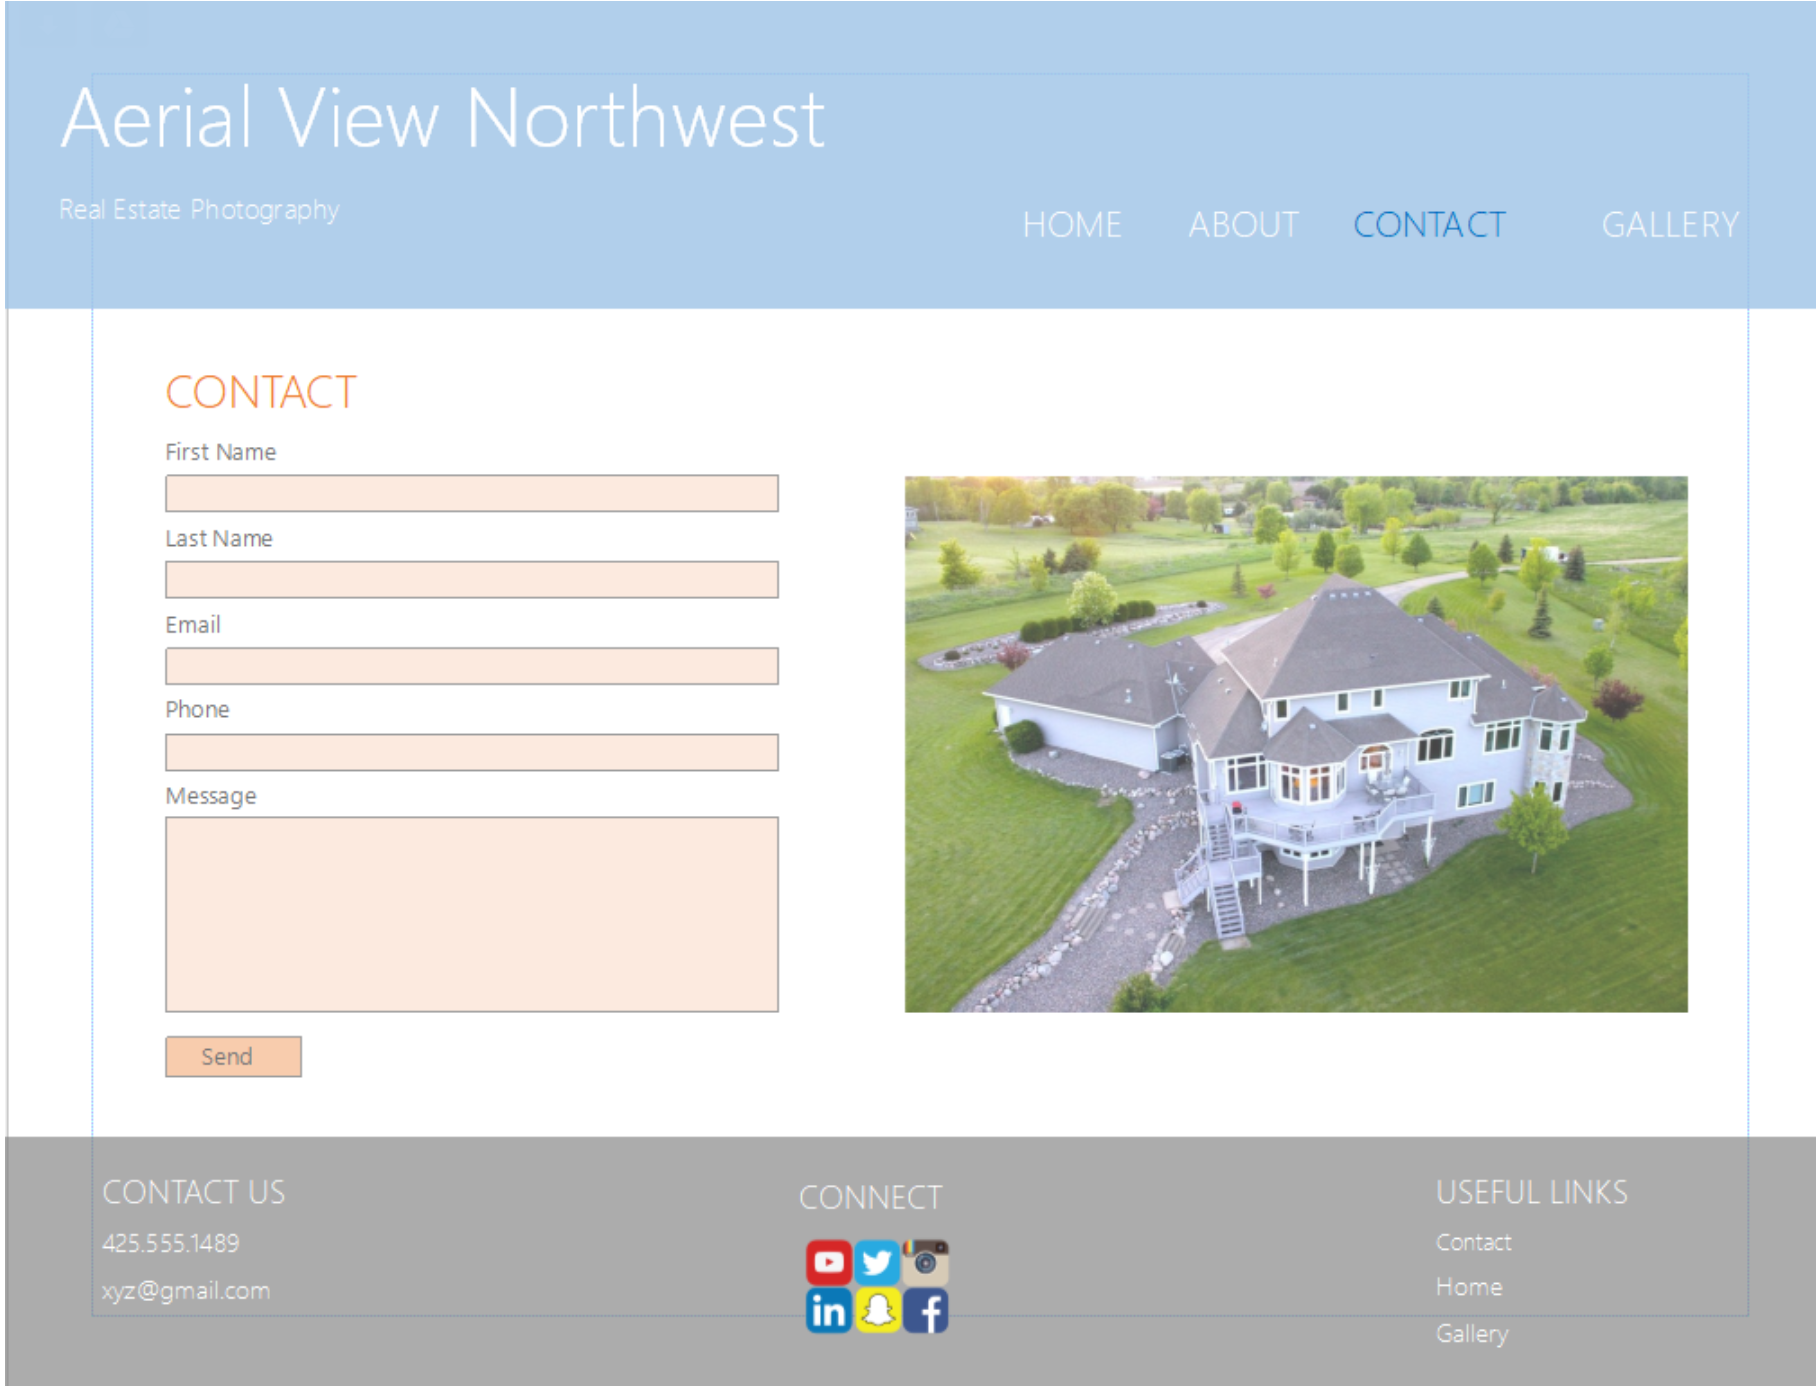 Aerial View Northwest
Real Estate Photography
HOME ABOUT CONTACT GALLERY
CONTACT
First Name
Last Name
Email
Phone
Message
Send
CONTACT US
425.555.1489
xyz@gmail.com
CONNECT
in
f
USEFUL LINKS
Contact
Home
Gallery